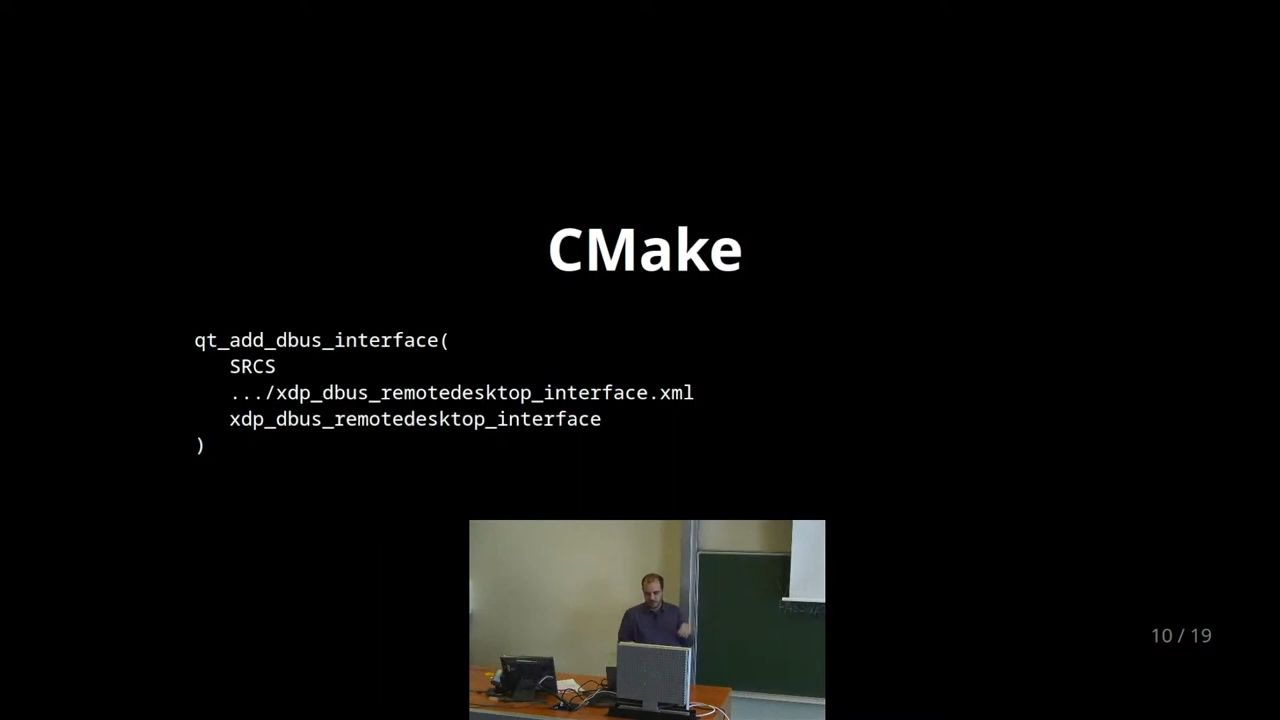 CMake
qt_add_dbus_interface(
SRCS
.../xdp_dbus_remotedesktop_interface.xml
xdp_dbus_remotedesktop_interface
)
10 / 19